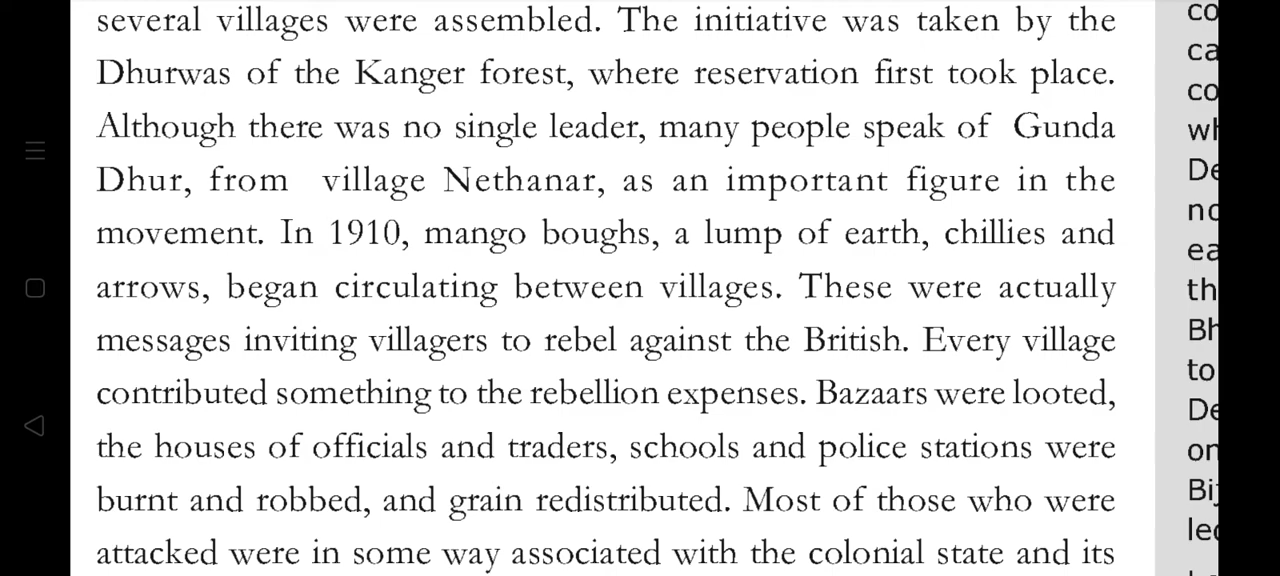 several villages were assembled. The initiative was taken by the
Dhurwas of the Kanger forest, where reservation first took place.
Although there was no single leader, many people speak of Gunda
Dhur, from village Nethanar, as an important figure in the
movement. In 1910, mango boughs, a lump of earth, chillies and
arrows, began circulating between villages. These were actually
messages inviting villagers to rebel against the British. Every village
contributed something to the rebellion expenses. Bazaars were looted,
the houses of officials and traders, schools and police stations were
burnt and robbed, and grain redistributed. Most of those who were
attacked were in some way associated with the colonial state and its